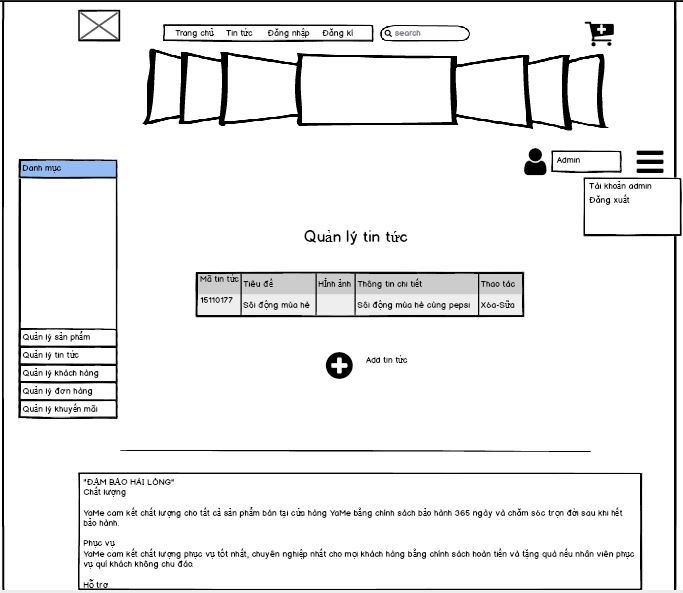 Trang chủ Tin tức Đăng nhập Đăng kí
search
Admin
Danh mục
Tài khoản admin
Đăng xuất
Quản lý tin tức
Mã tin tức Tiêu đề Hình ảnh Thông tin chi tiết Thao tác
15110177 Sôi động mùa hè Sôi động mùa hè cùng pepsi Xóa-Sữa
Quản lý sản phẩm
Quản lý tin tức
Quản lý khách hàng
Quản lý đơn hàng
Quản lý khuyến mãi
Add tin tức
"ĐẢM BẢO HÀI LÒNG"
Chất lượng
YaMe cam kết chất lượng cho tất cả sản phẩm bán tại cửa hàng YaMe bằng chính sách bảo hành 365 ngày và chăm sóc trọn đời sau khi hết
bảo hành.
Phục vụ
YaMe cam kết chất lượng phục vụ tốt nhất, chuyên nghiệp nhất cho mọi khách hàng bằng chính sách hoàn tiền và tặng quà nếu nhân viên phục
vụ quí khách không chu đáo.
Hỗ trợ